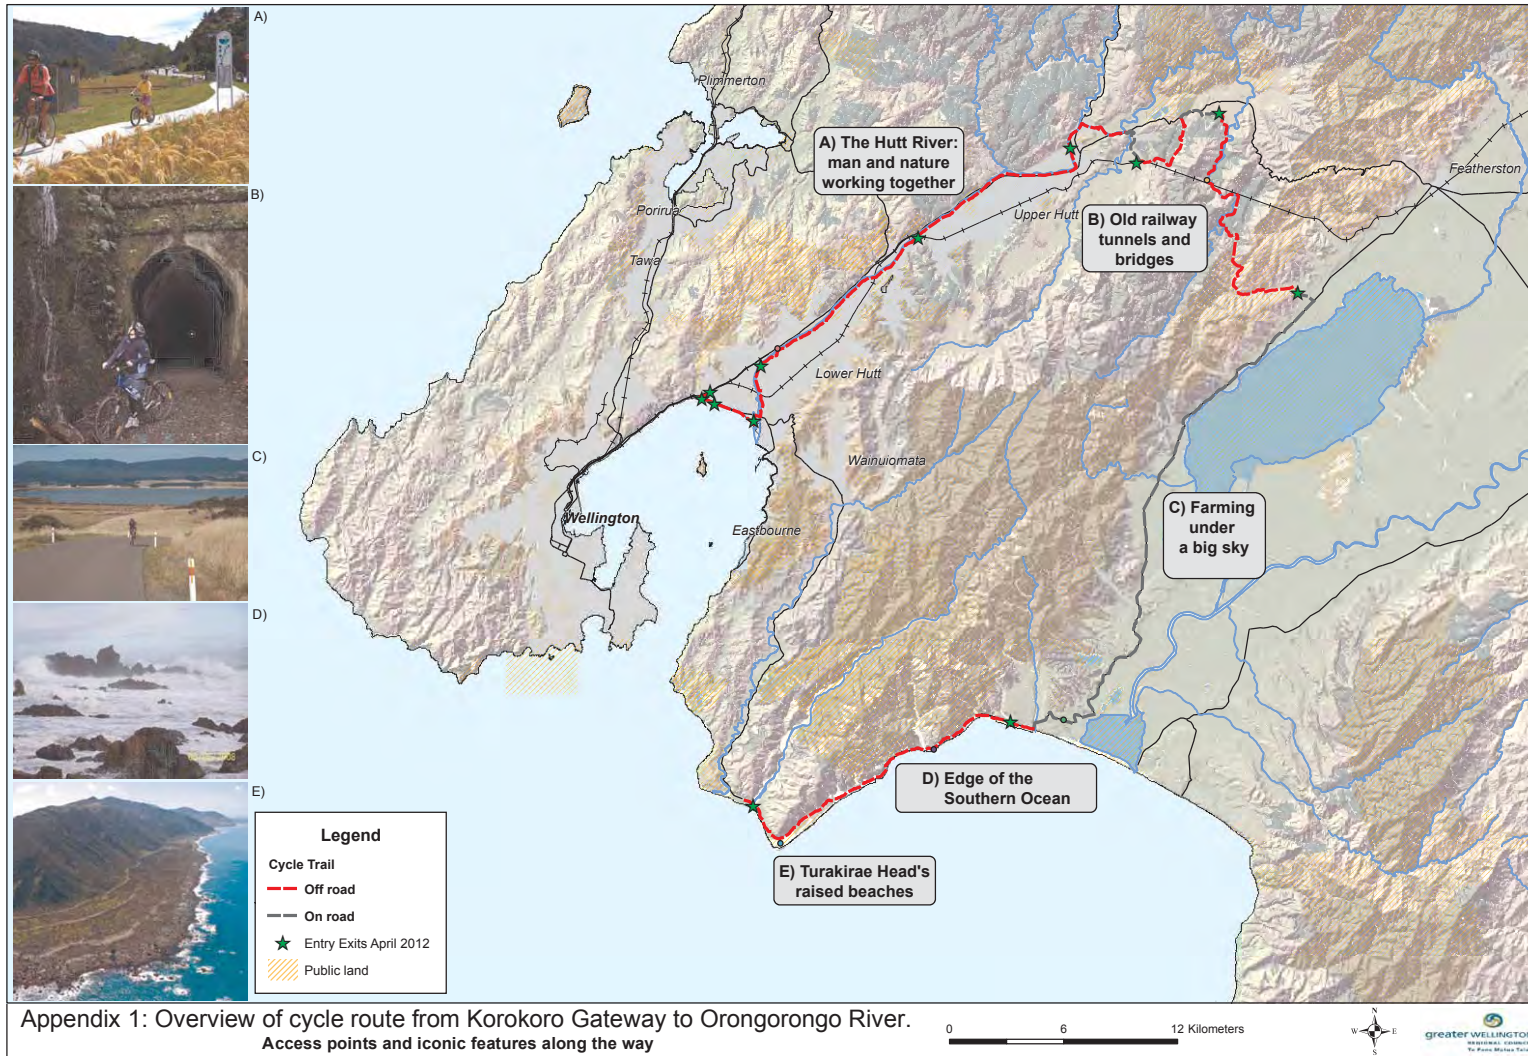 A)
B)
C)
D)
E)
Plimmerton
Porirua
Tawa
Wellington
Eastbourne
Lower Hutt
Wainuiomata
Upper Hutt
Featherston
A) The Hutt River:
man and nature
working together
B) Old railway
tunnels and
bridges
C) Farming
under
a big sky
D) Edge of the
Southern Ocean
E) Turakirae Head's
raised beaches
Legend
Cycle Trail
Off road
On road
Entry Exits April 2012
Public land
Appendix 1: Overview of cycle route from Korokoro Gateway to Orongorongo River.
Access points and iconic features along the way
0 6 12 Kilometers
N
W E
S
greater WELLINGTON
REGIONAL COUNCIL